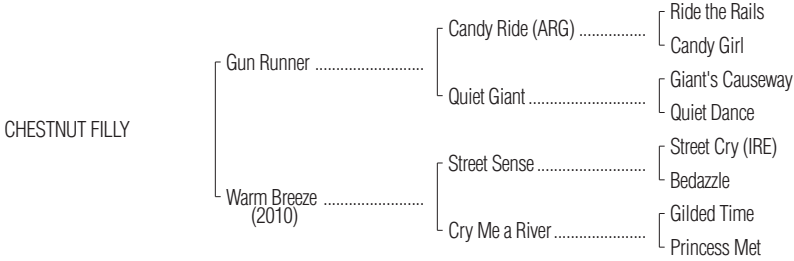 Ride the Rails
Candy Ride (ARG) ................
Candy Girl
Gun Runner ..........................
Giant's Causeway
Quiet Giant ............................
Quiet Dance
CHESTNUT FILLY
Street Cry (IRE)
Street Sense ..........................
Bedazzle
Warm Breeze ........................
(2010)
Gilded Time
Cry Me a River ......................
Princess Met